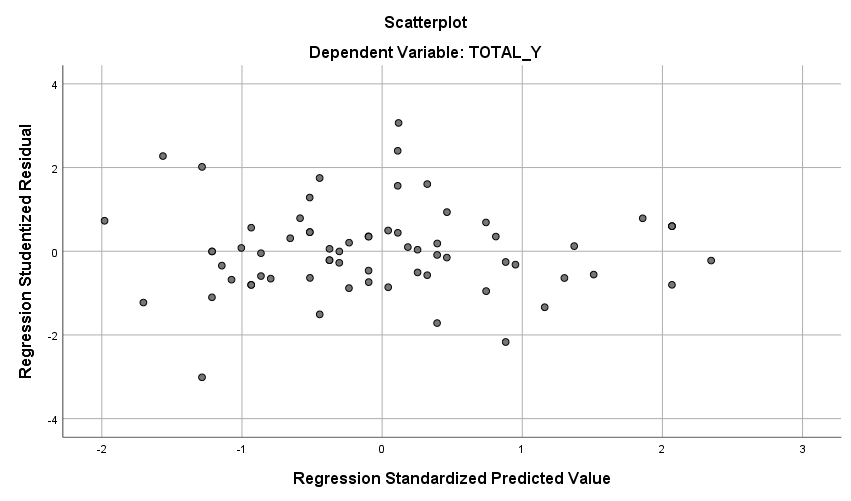 Scatterplot
Dependent Variable: TOTAL_Y
Regression Studentized Residual
4
2
0
-2
-4
-2
-1
0
1
2
3
Regression Standardized Predicted Value